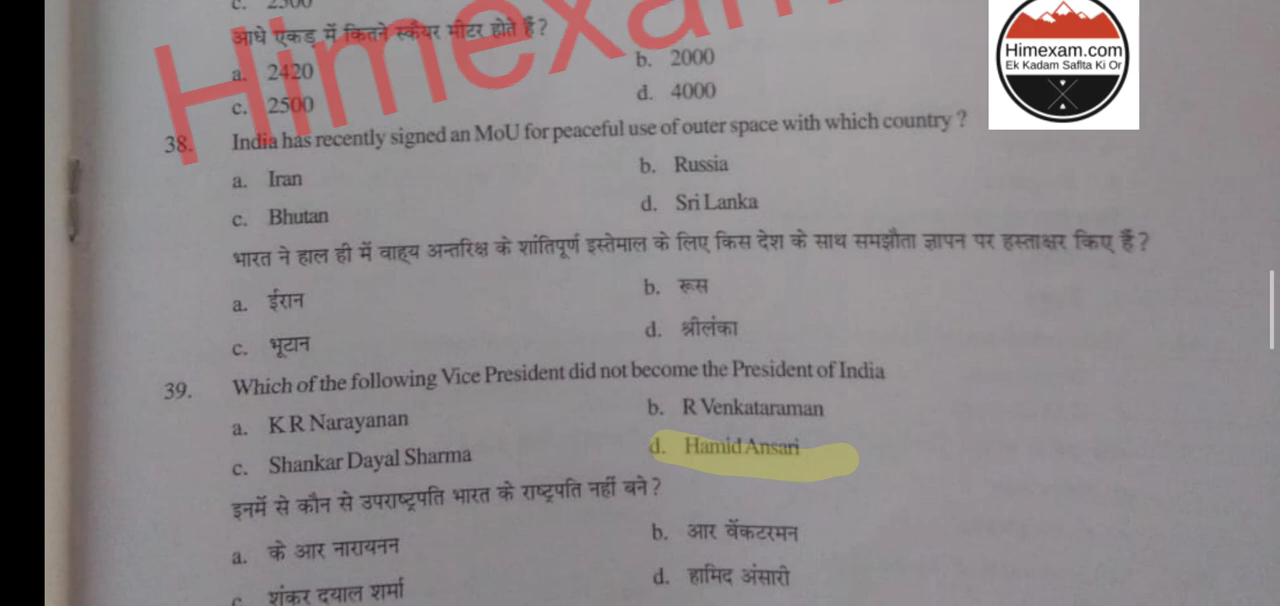 c. 2500
आधे एकड़ में कितने स्कैयर मीटर होते हैं ?
a. 2420
b. 2000
c. 2500
d. 4000
Himexam
Himexam.com
Ek Kadam Saflta Ki Or
38. India has recently signed an MoU for peaceful use of outer space with which country ?
a. Iran
b. Russia
c. Bhutan
d. Sri Lanka
भारत ने हाल ही में वाह्य अन्तरिक्ष के शांतिपूर्ण इस्तेमाल के लिए किस देश के साथ समझौता ज्ञापन पर हस्ताक्षर किए हैं ?
a. ईरान
b. रूस
c. भूटान
d. श्रीलंका
39. Which of the following Vice President did not become the President of India
a. K R Narayanan
b. R Venkataraman
c. Shankar Dayal Sharma
d. Hamid Ansari
इनमें से कौन से उपराष्ट्रपति भारत के राष्ट्रपति नहीं बने ?
a. के आर नारायनन
b. आर वेंकटरमन
c. शंकर दयाल शर्मा
d. हामिद अंसारी